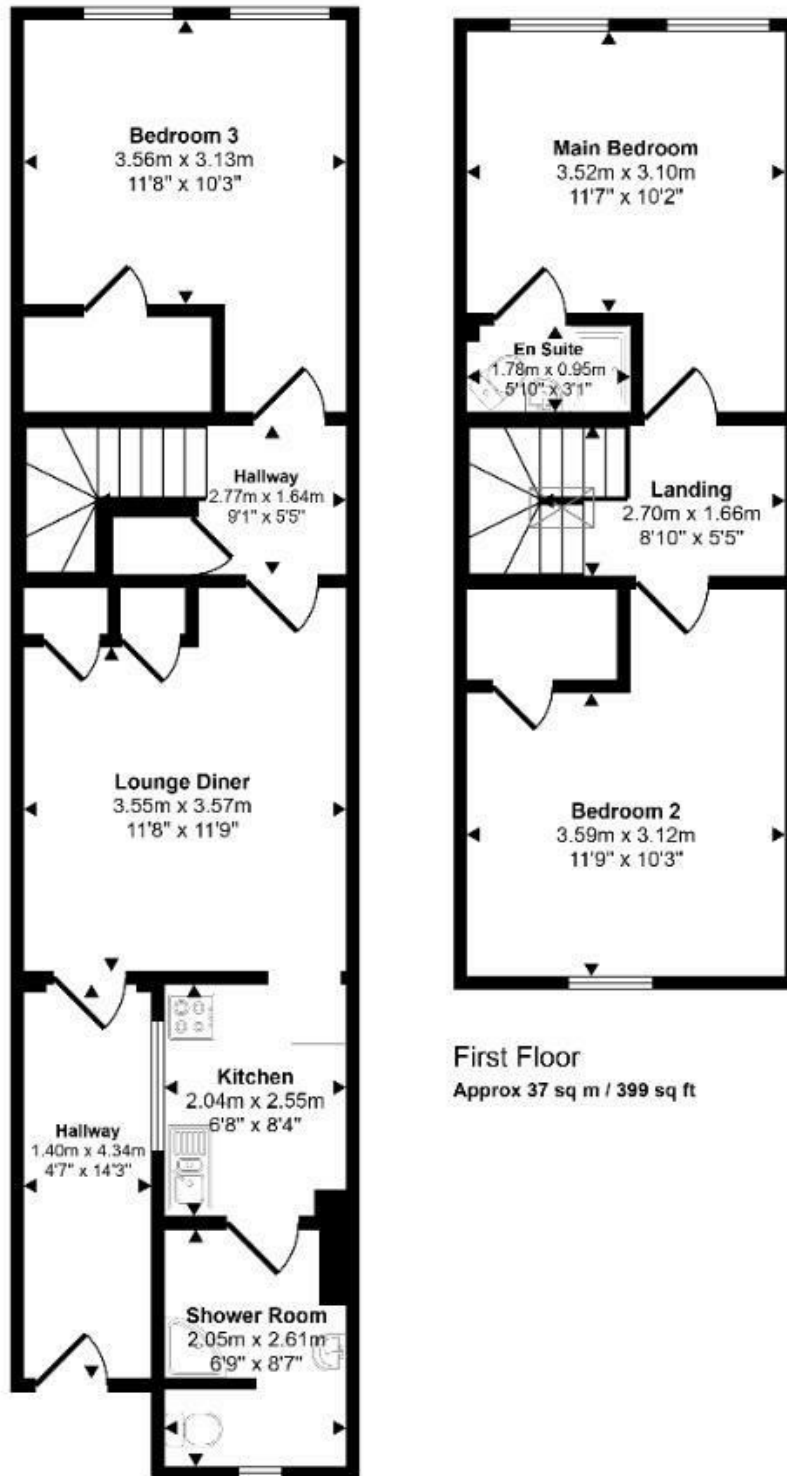 Bedroom 3
3.56m x 3.13m
11'8" x 10'3"
Hallway
2.77m x 1.64m
9'1" x 5'5"
Lounge Diner
3.55m x 3.57m
11'8" x 11'9"
Kitchen
2.04m x 2.55m
6'8" x 8'4"
Hallway
1.40m x 4.34m
4'7" x 14'3"
Shower Room
2.05m x 2.61m
6'9" x 8'7"
Main Bedroom
3.52m x 3.10m
11'7" x 10'2"
En Suite
1.78m x 0.95m
5'10" x 3'1"
Landing
2.70m x 1.66m
8'10" x 5'5"
Bedroom 2
3.59m x 3.12m
11'9" x 10'3"
First Floor
Approx 37 sq m / 399 sq ft